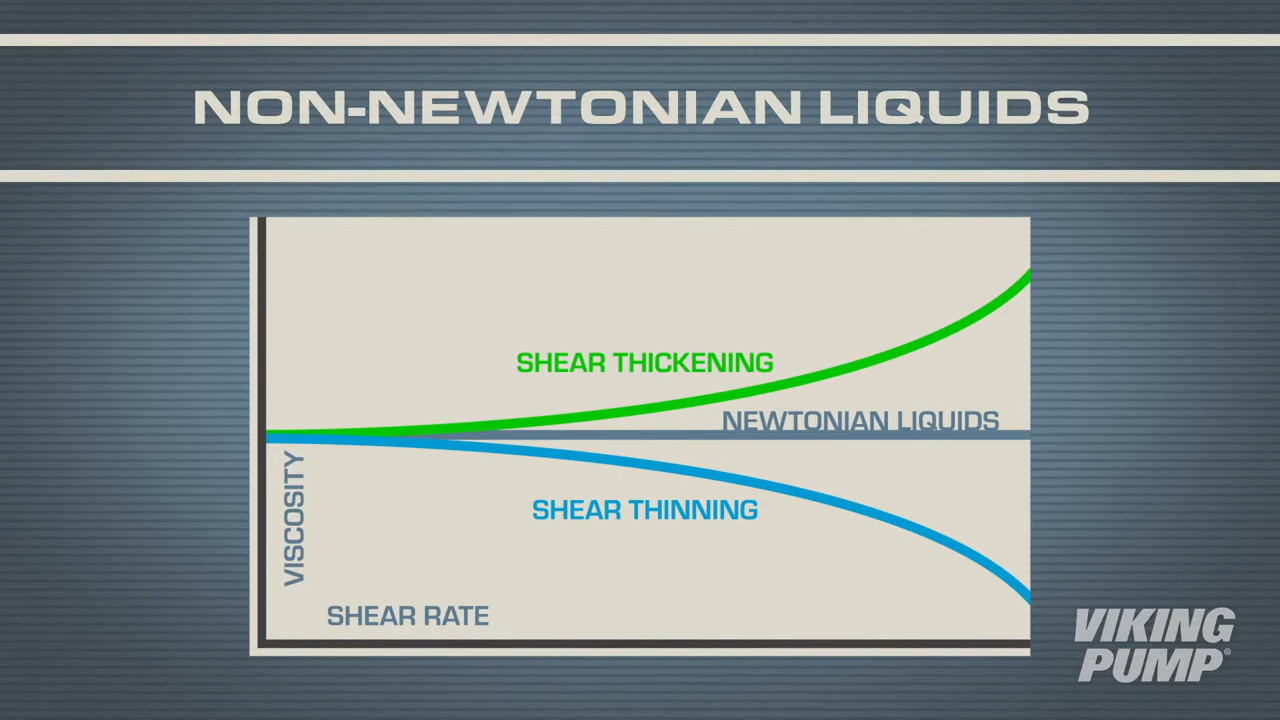 NON-NEWTONIAN LIQUIDS
SHEAR THICKENING
NEWTONIAN LIQUIDS
VISCOSITY
SHEAR THINNING
SHEAR RATE
VIKING
PUMP®